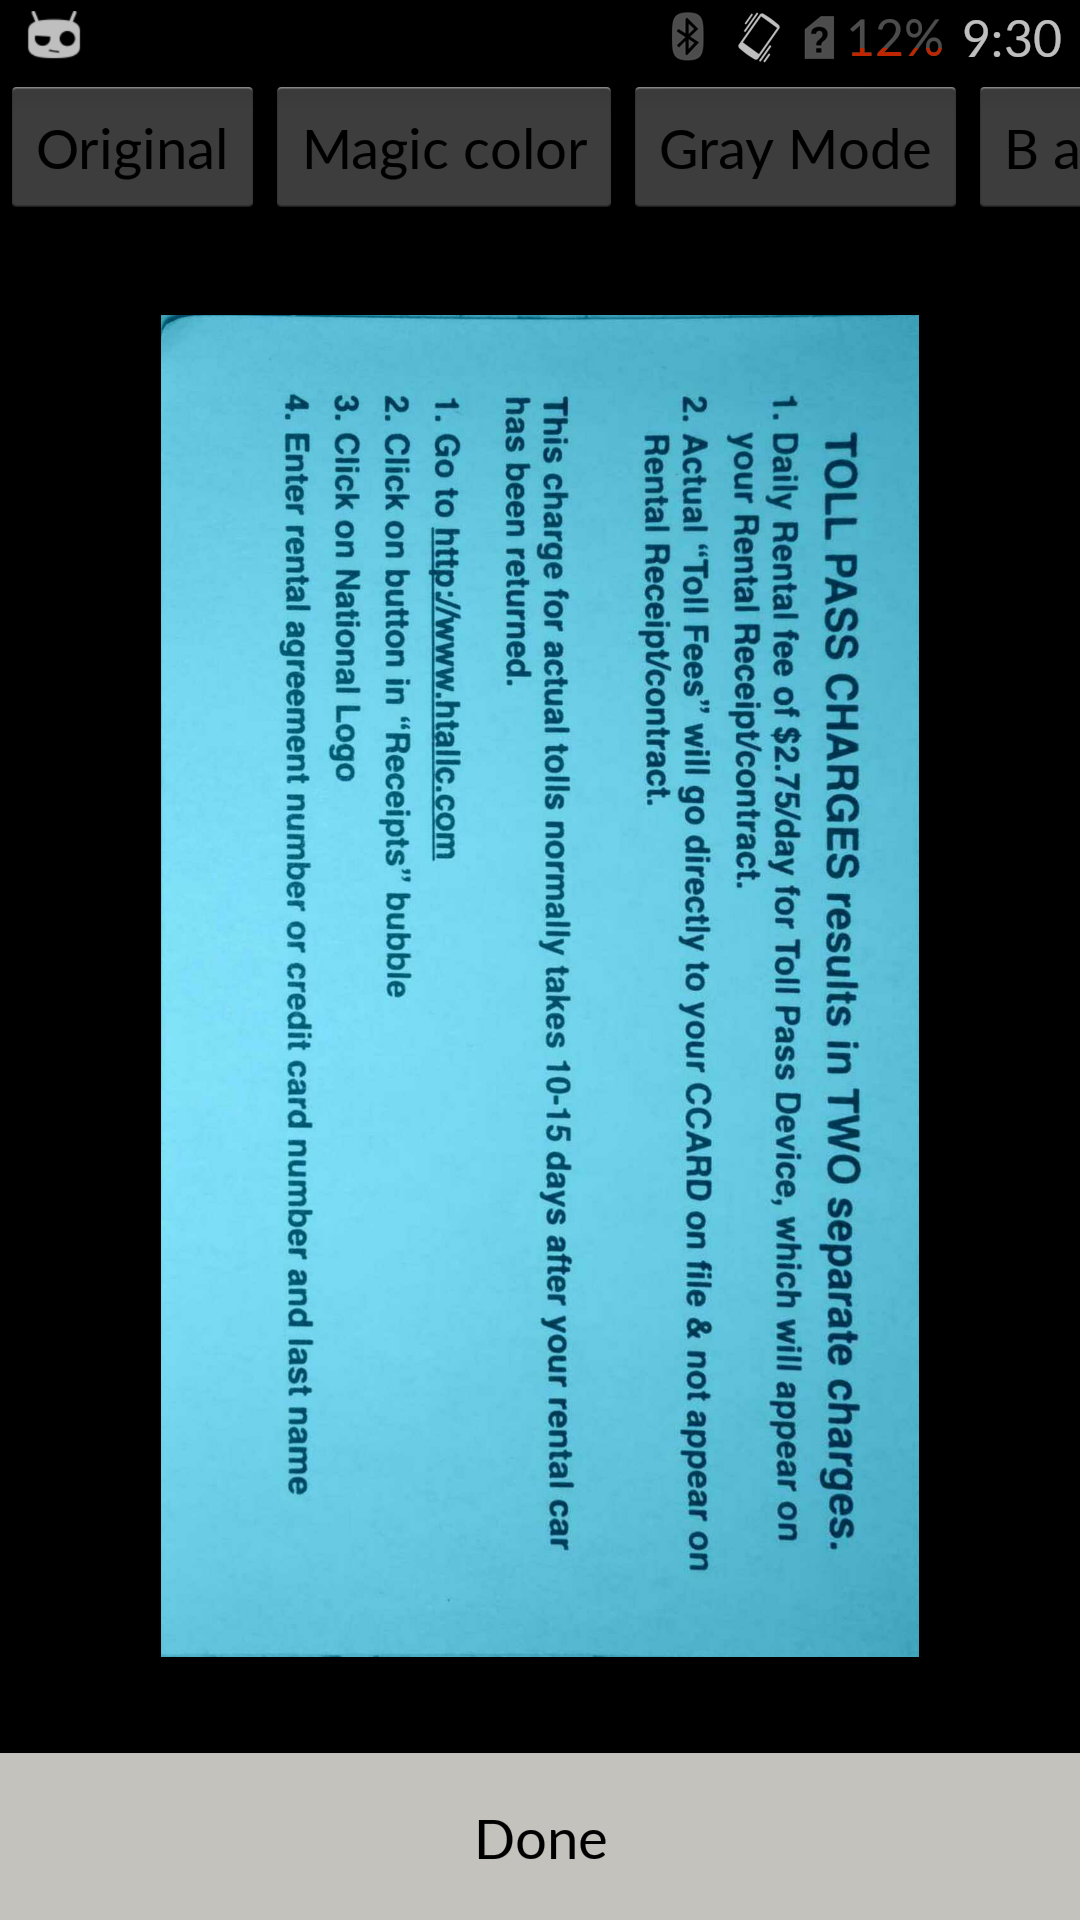 12% 9:30
Original Magic color Gray Mode B a
TOLL PASS CHARGES results in TWO separate charges.
1. Daily Rental fee of $2.75/day for Toll Pass Device, which will appear on
your Rental Receipt/contract.
2. Actual “Toll Fees” will go directly to your CCARD on file & not appear on
Rental Receipt/contract.
This charge for actual tolls normally takes 10-15 days after your rental car
has been returned.
1. Go to http://www.htallc.com
2. Click on button in “Receipts” bubble
3. Click on National Logo
4. Enter rental agreement number or credit card number and last name
Done